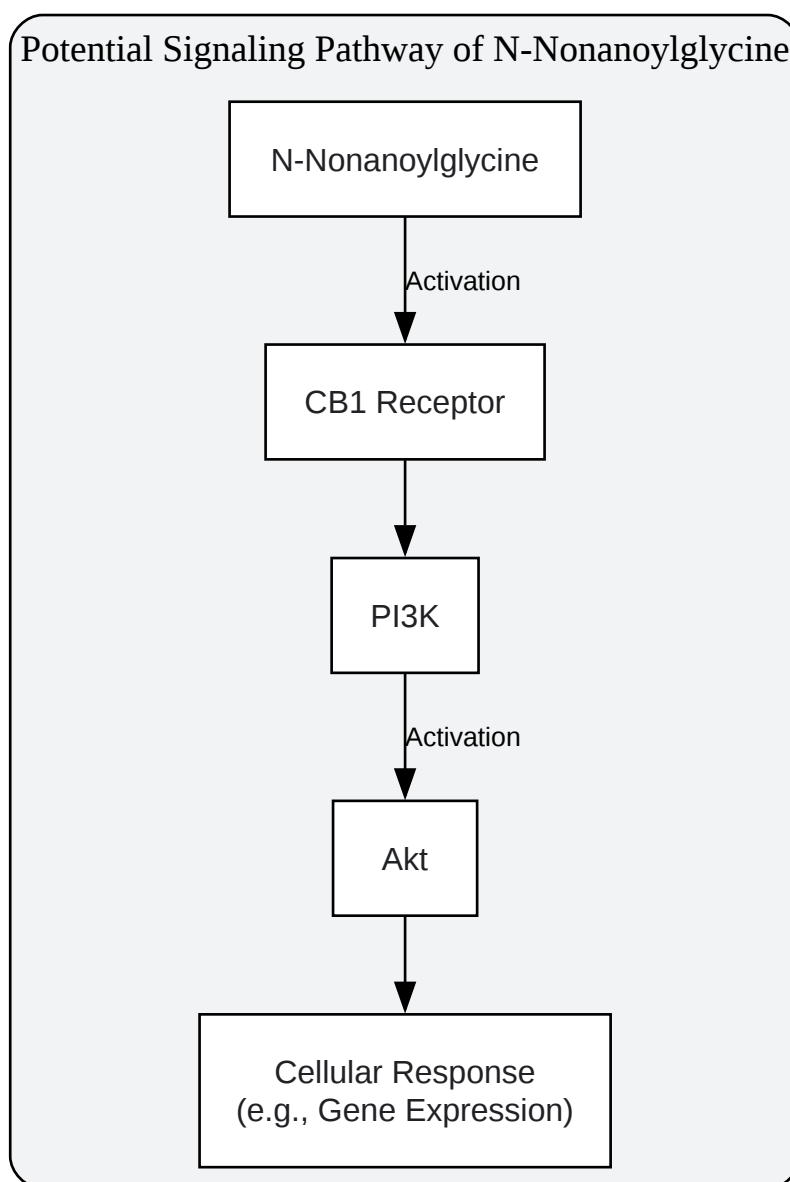 Potential Signaling Pathway of N-Nonanoylglycine
N-Nonanoylglycine
Activation
CB1 Receptor
PI3K
Activation
Akt
Cellular Response
(e.g., Gene Expression)